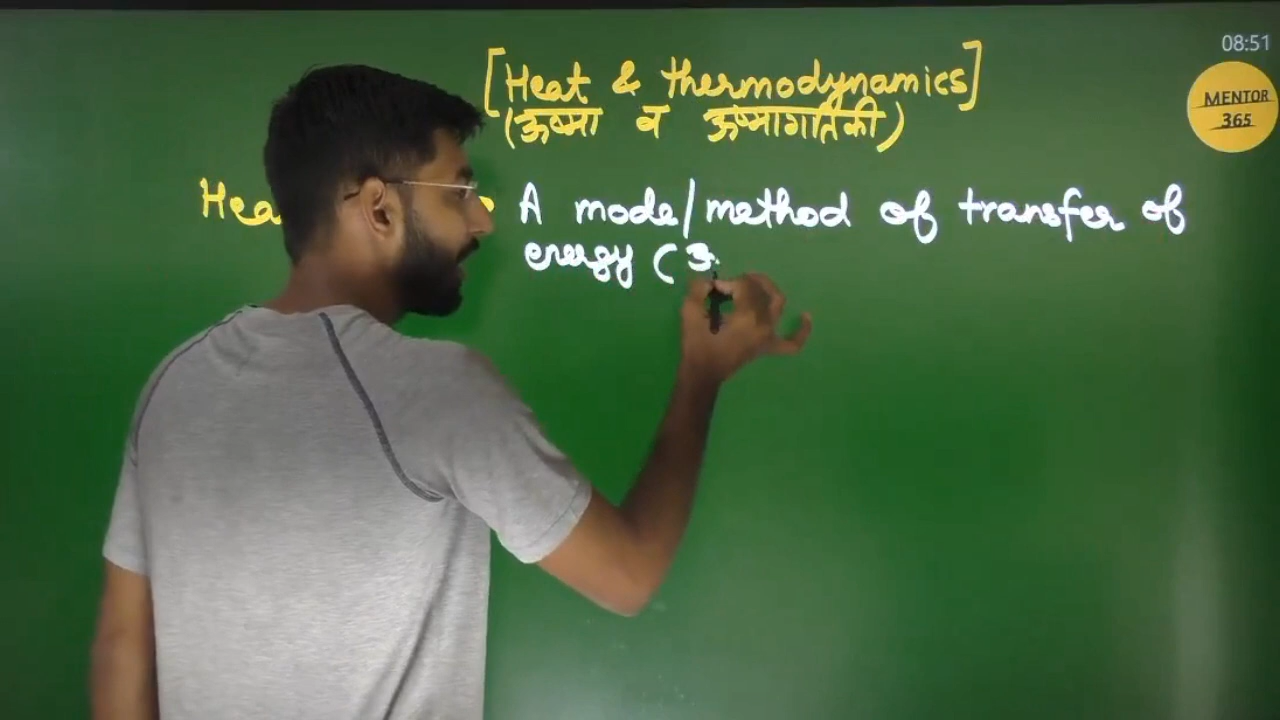 08:51
[Heat & thermodynamics]
MENTOR
365
(ऊष्मा व ऊष्मागतिकी)
A mode/method of transfer of
energy (